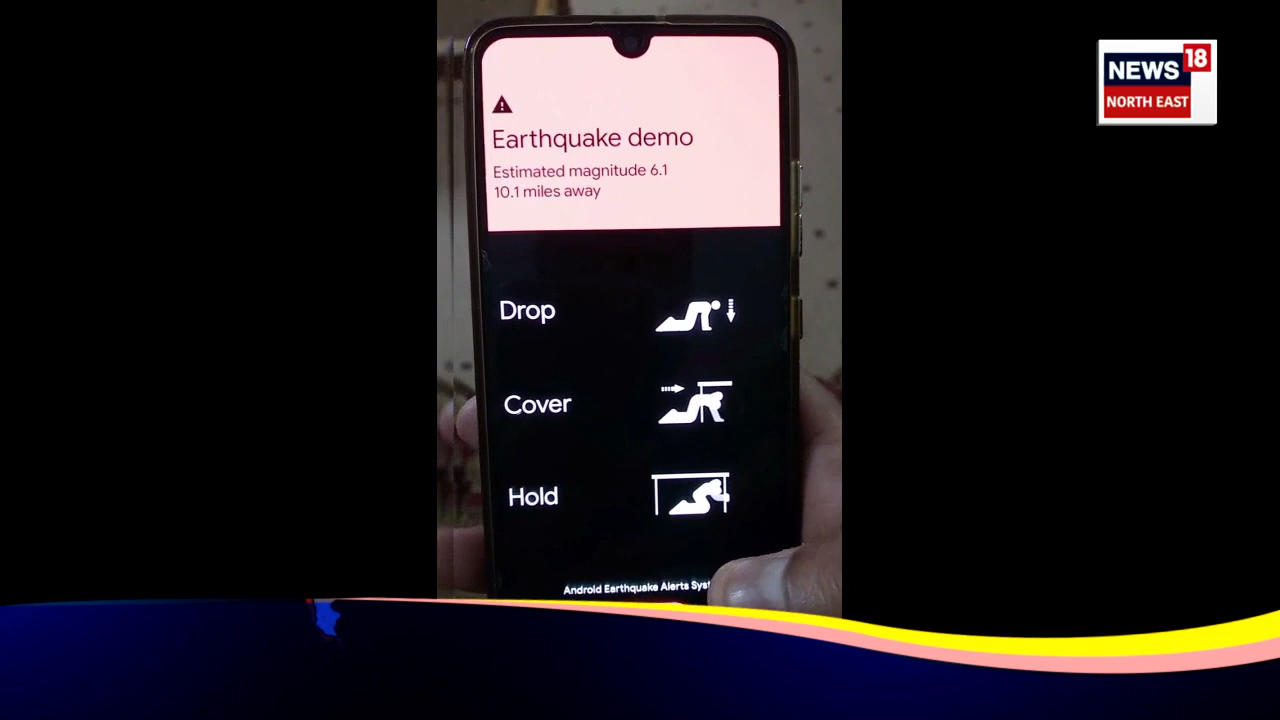 NEWS 18
NORTH EAST
Earthquake demo
Estimated magnitude 6.1
10.1 miles away
Drop
Cover
Hold
Android Earthquake Alerts